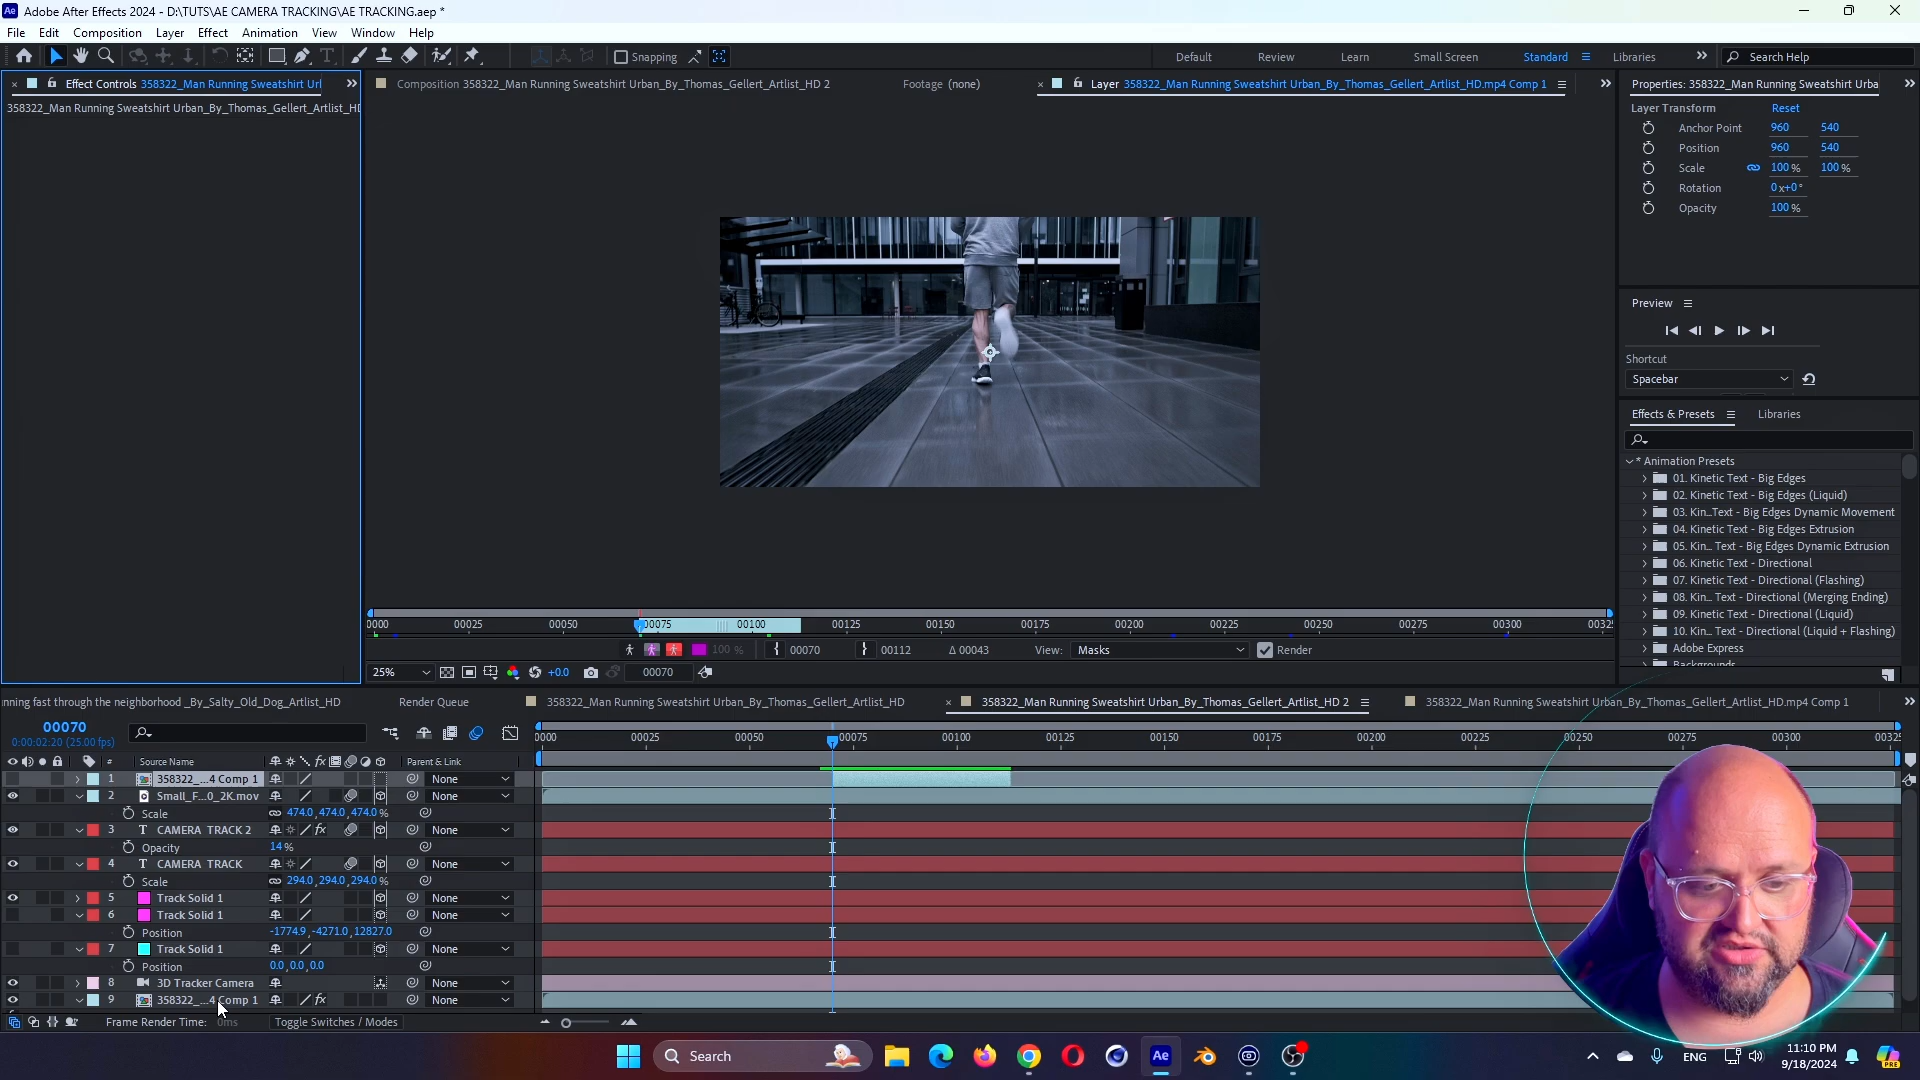 Adobe After Effects 2024 - D:\TUTS\AE CAMERA TRACKING\AE TRACKING.aep *
File Edit Composition Layer Effect Animation View Window Help
Snapping Default Review Learn Small Screen Standard Libraries Search Help
Effect Controls 358322_Man Running Sweatshirt Url
358322_Man Running Sweatshirt Urban_By_Thomas_Gellert_Artlist_HD
Composition 358322_Man Running Sweatshirt Urban_By_Thomas_Gellert_Artlist_HD 2
Footage (none)
Layer 358322_Man Running Sweatshirt Urban_By_Thomas_Gellert_Artlist_HD.mp4 Comp 1
Properties: 358322_Man Running Sweatshirt Urba
Layer Transform Reset
Anchor Point 960 540
Position 960 540
Scale 100 % 100 %
Rotation 0x+0°
Opacity 100 %
Preview
Shortcut
Spacebar
Effects & Presets Libraries
* Animation Presets
01. Kinetic Text - Big Edges
02. Kinetic Text - Big Edges (Liquid)
03. Kin...Text - Big Edges Dynamic Movement
04. Kinetic Text - Big Edges Extrusion
05. Kin... Text - Big Edges Dynamic Extrusion
06. Kinetic Text - Directional
07. Kinetic Text - Directional (Flashing)
08. Kin... Text - Directional (Merging Ending)
09. Kinetic Text - Directional (Liquid)
10. Kin... Text - Directional (Liquid + Flashing)
Adobe Express
Backgrounds
0000 00025 00050 00075 00100 00125 00150 00175 00200 00225 00250 00275 00300 0032
100 % 00070 00112 Δ 00043 View: Masks Render
25% +0.0 00070
nning fast through the neighborhood _By_Salty_Old_Dog_Artlist_HD
Render Queue
358322_Man Running Sweatshirt Urban_By_Thomas_Gellert_Artlist_HD
358322_Man Running Sweatshirt Urban_By_Thomas_Gellert_Artlist_HD 2
358322_Man Running Sweatshirt Urban_By_Thomas_Gellert_Artlist_HD.mp4 Comp 1
00070
0:00:02:20 (25.00 fps)
0000 00025 00050 00075 00100 00125 00150 00175 00200 00225 00250 00275 00300 0032
# Source Name Parent & Link
1 358322_...4 Comp 1 None
2 Small_F...0_2K.mov None
Scale 474.0,474.0,474.0 %
3 T CAMERA TRACK 2 fx None
Opacity 14 %
4 T CAMERA TRACK None
Scale 294.0,294.0,294.0 %
5 Track Solid 1 None
6 Track Solid 1 None
Position -1774.9,-4271.0,12827.0
7 Track Solid 1 None
Position 0.0,0.0,0.0
8 3D Tracker Camera None
9 358322_...4 Comp 1 fx None
Frame Render Time: 0ms Toggle Switches / Modes
Search
ENG
11:10 PM
9/18/2024